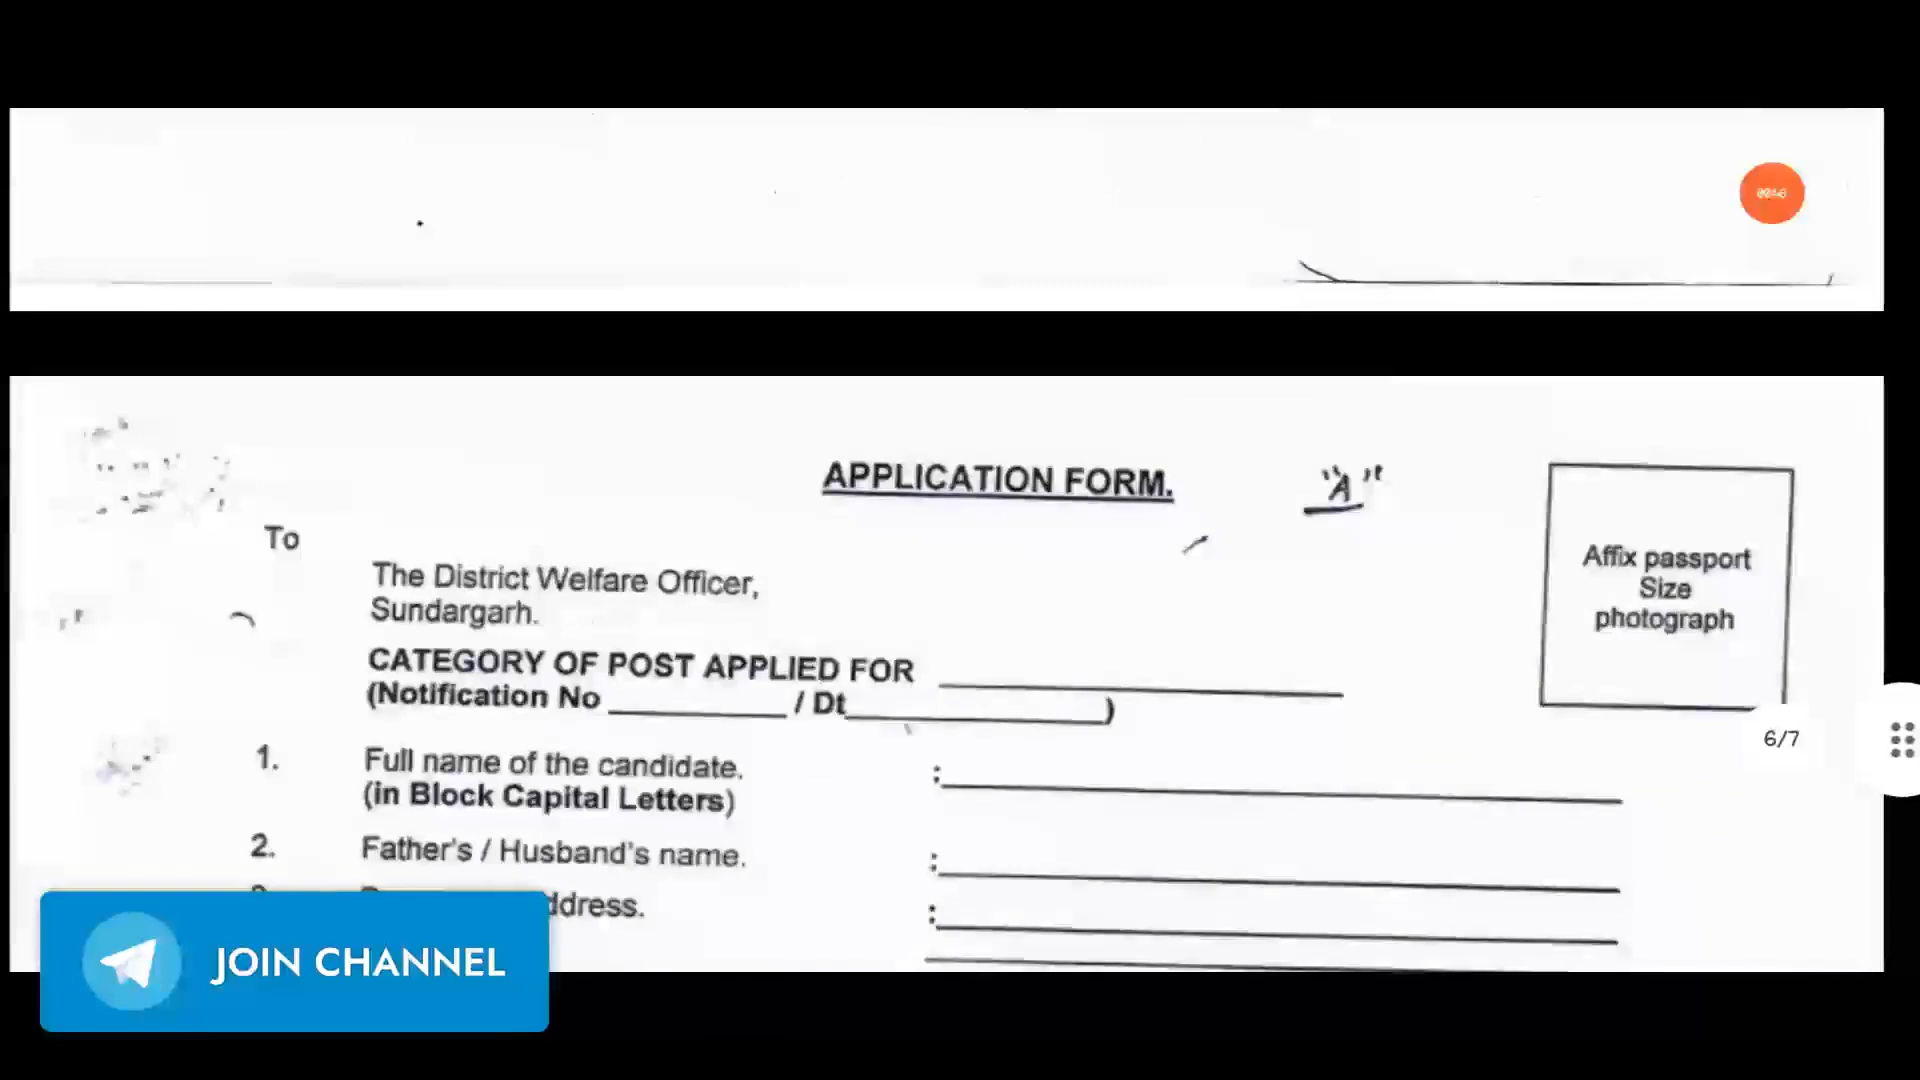 APPLICATION FORM.
"A"
Affix passport
Size
photograph
To
The District Welfare Officer,
Sundargarh.
CATEGORY OF POST APPLIED FOR
(Notification No / Dt )
6/7
1. Full name of the candidate. :
(in Block Capital Letters)
2. Father's / Husband's name. :
ddress. :
JOIN CHANNEL